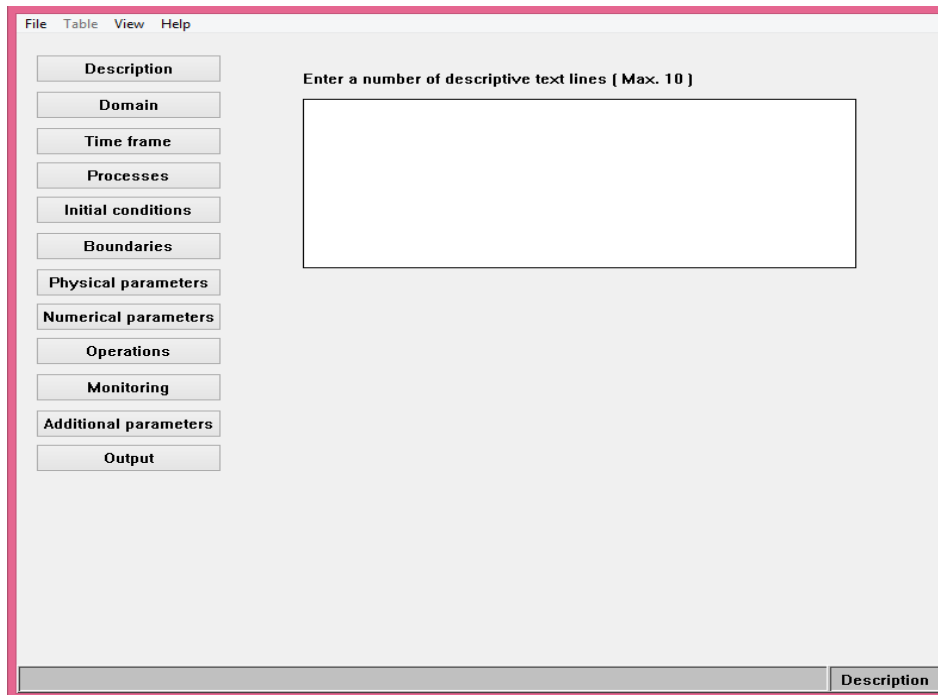 File Table View Help
Description
Enter a number of descriptive text lines ( Max. 10 )
Domain
Time frame
Processes
Initial conditions
Boundaries
Physical parameters
Numerical parameters
Operations
Monitoring
Additional parameters
Output
Description